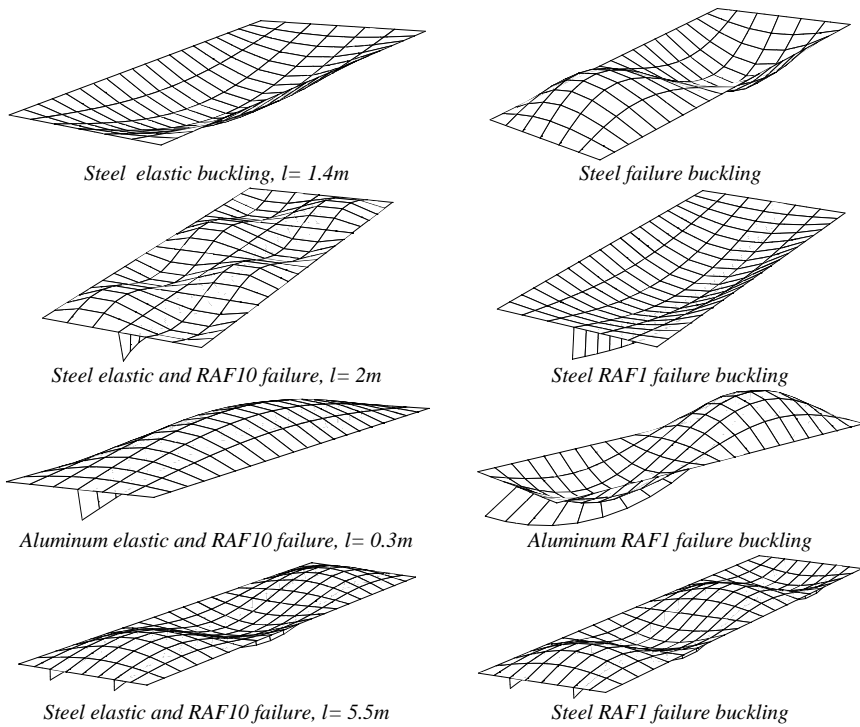 Steel elastic buckling, l= 1.4m
Steel failure buckling
Steel elastic and RAF10 failure, l= 2m
Steel RAF1 failure buckling
Aluminum elastic and RAF10 failure, l= 0.3m
Aluminum RAF1 failure buckling
Steel elastic and RAF10 failure, l= 5.5m
Steel RAF1 failure buckling